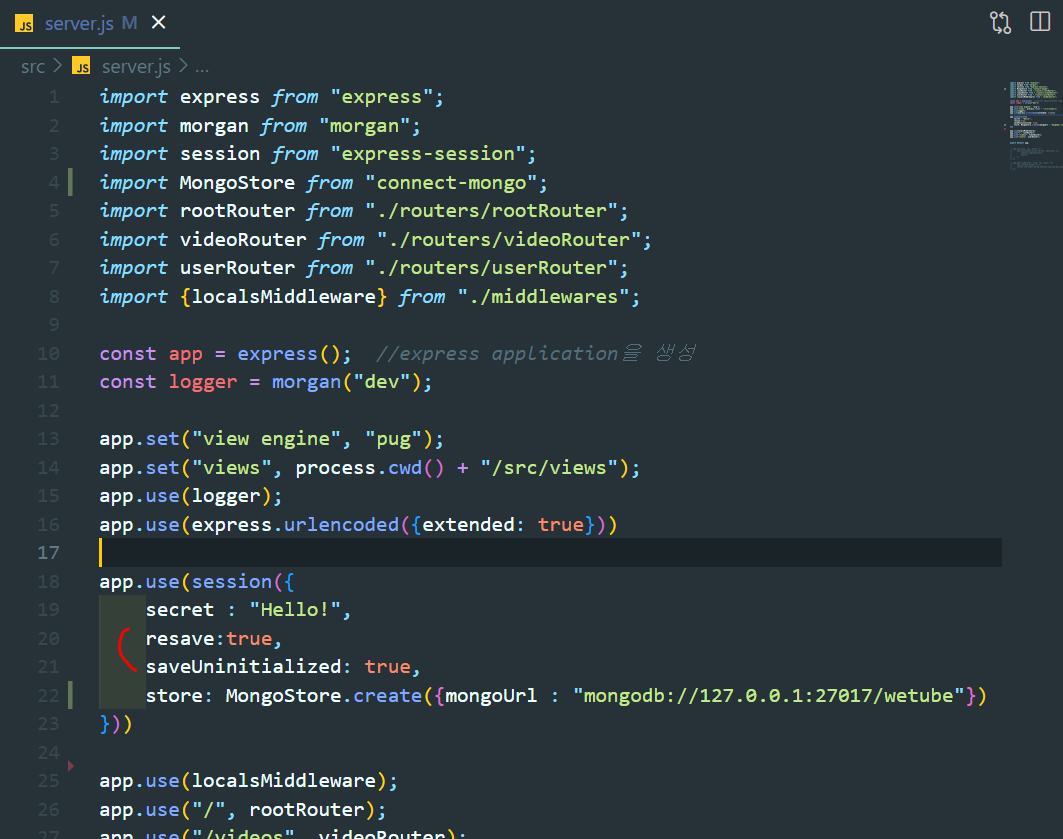 JS server.js M
src > JS server.js > ...
1 import express from "express";
2 import morgan from "morgan";
3 import session from "express-session";
4 import MongoStore from "connect-mongo";
5 import rootRouter from "./routers/rootRouter";
6 import videoRouter from "./routers/videoRouter";
7 import userRouter from "./routers/userRouter";
8 import {localsMiddleware} from "./middlewares";
9
10 const app = express();  //express application을 생성
11 const logger = morgan("dev");
12
13 app.set("view engine", "pug");
14 app.set("views", process.cwd() + "/src/views");
15 app.use(logger);
16 app.use(express.urlencoded({extended: true}))
17
18 app.use(session({
19     secret : "Hello!",
20     resave:true,
21     saveUninitialized: true,
22     store: MongoStore.create({mongoUrl : "mongodb://127.0.0.1:27017/wetube"})
23 }))
24
25 app.use(localsMiddleware);
26 app.use("/", rootRouter);
27 app.use("/videos", videoRouter);